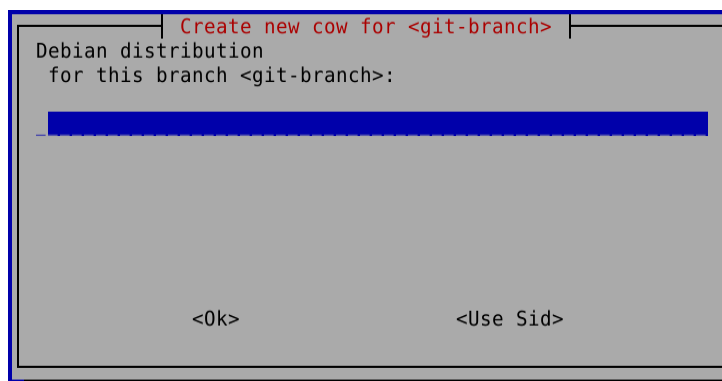 Create new cow for <git-branch>
Debian distribution
for this branch <git-branch>:
<Ok> <Use Sid>